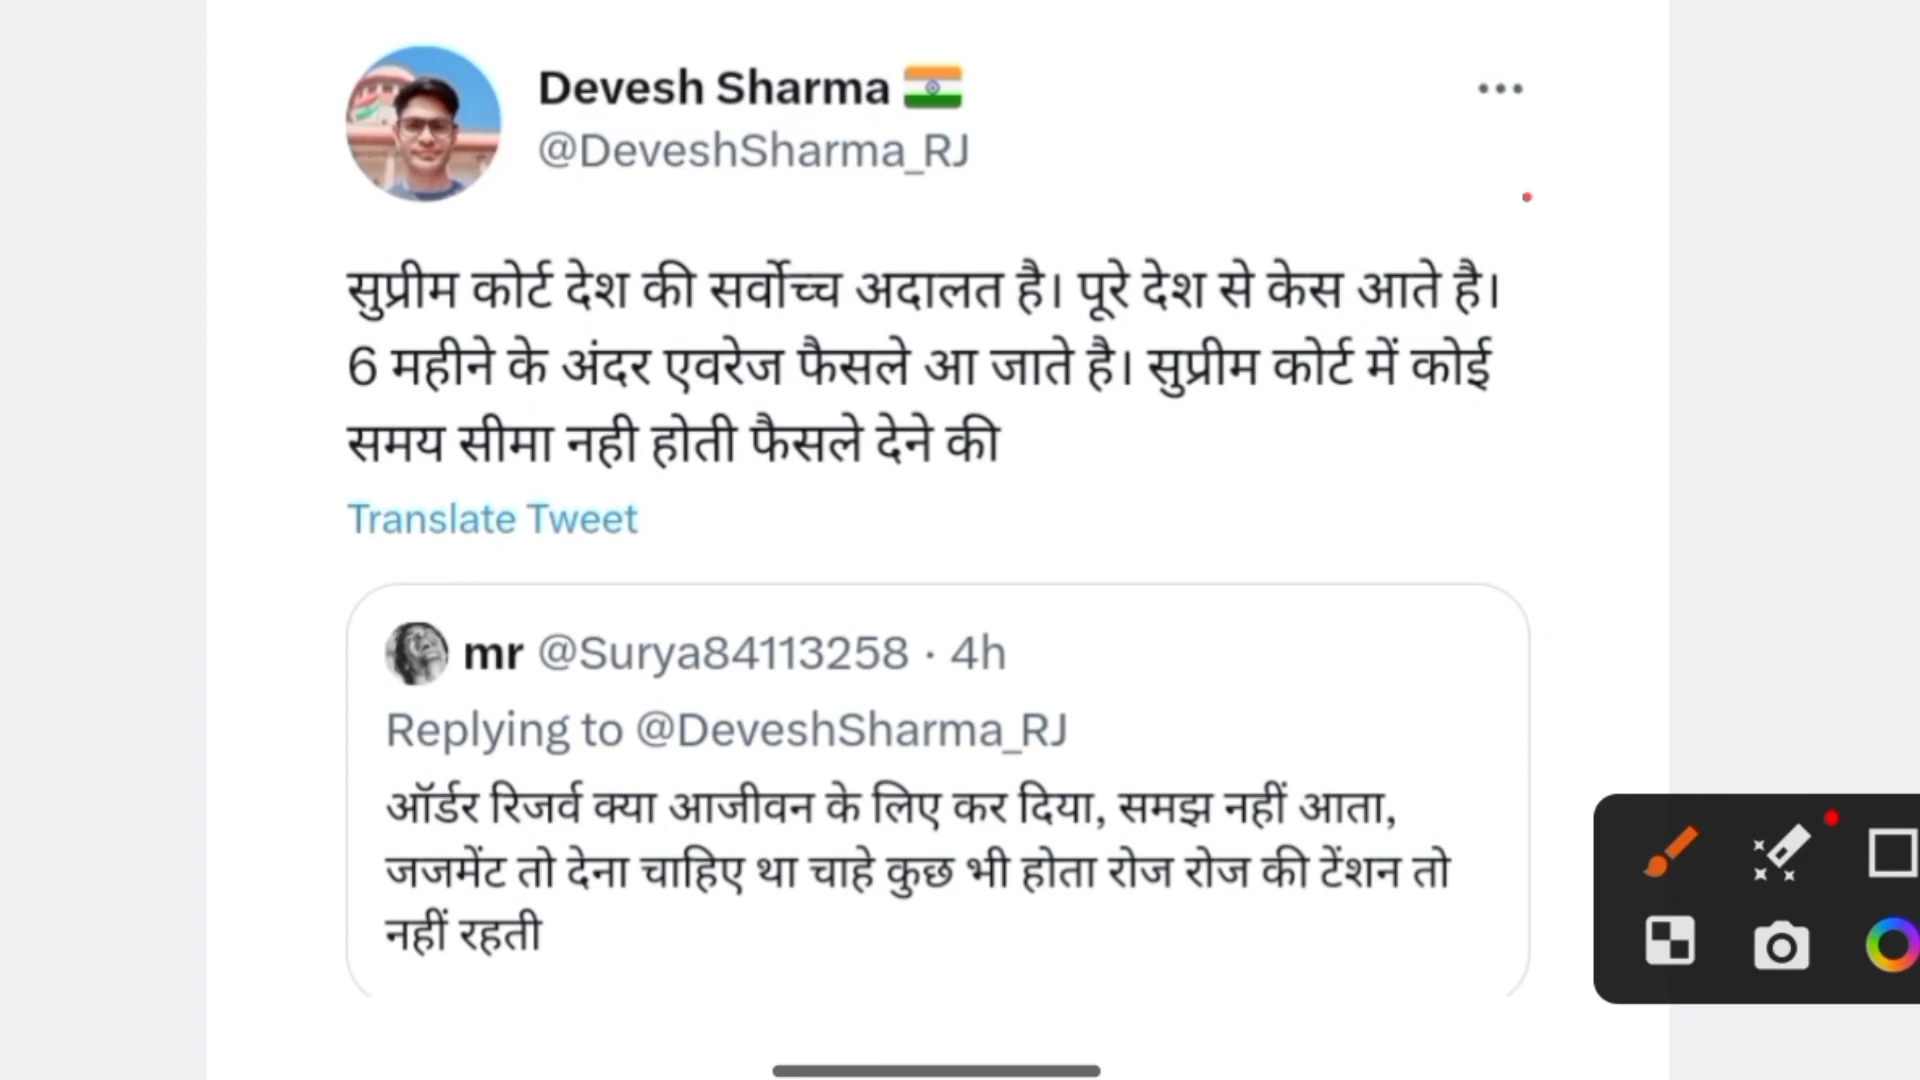 Devesh Sharma
@DeveshSharma_RJ
सुप्रीम कोर्ट देश की सर्वोच्च अदालत है। पूरे देश से केस आते है।
6 महीने के अंदर एवरेज फैसले आ जाते है। सुप्रीम कोर्ट में कोई
समय सीमा नही होती फैसले देने की
Translate Tweet
mr @Surya84113258 · 4h
Replying to @DeveshSharma_RJ
ऑर्डर रिजर्व क्या आजीवन के लिए कर दिया, समझ नहीं आता,
जजमेंट तो देना चाहिए था चाहे कुछ भी होता रोज रोज की टेंशन तो
नहीं रहती